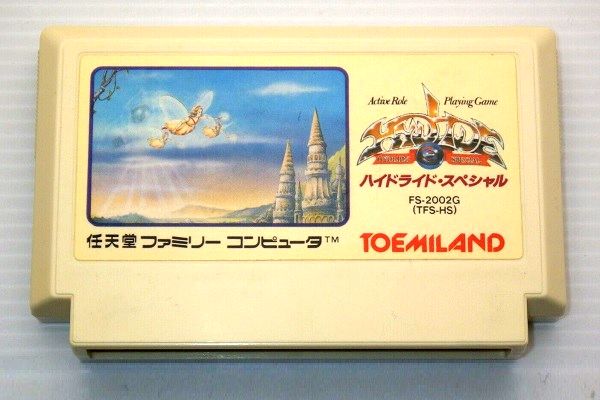 Active Role Playing Game
HYDLIDE
SPECIAL
ハイドライド・スペシャル
FS-2002G
(TFS-HS)
任天堂 ファミリー コンピュータ™
TOEMILAND